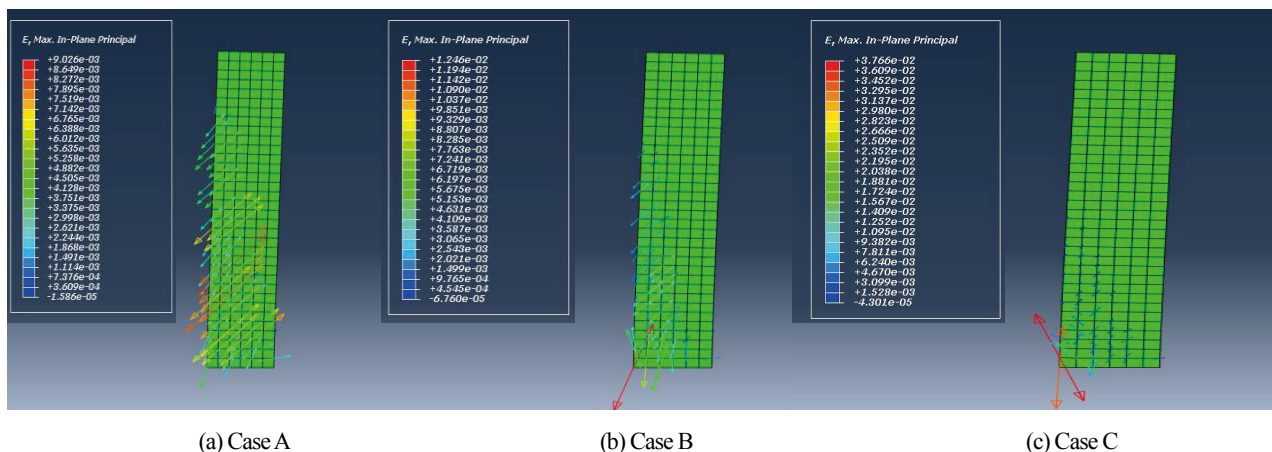 E, Max. In-Plane Principal
+9.026e-03
+8.649e-03
+8.272e-03
+7.895e-03
+7.519e-03
+7.142e-03
+6.765e-03
+6.388e-03
+6.012e-03
+5.635e-03
+5.258e-03
+4.882e-03
+4.505e-03
+4.128e-03
+3.751e-03
+3.375e-03
+2.998e-03
+2.621e-03
+2.244e-03
+1.868e-03
+1.491e-03
+1.114e-03
+7.376e-04
+3.609e-04
-1.586e-05
E, Max. In-Plane Principal
+1.246e-02
+1.194e-02
+1.142e-02
+1.090e-02
+1.037e-02
+9.851e-03
+9.329e-03
+8.807e-03
+8.285e-03
+7.763e-03
+7.241e-03
+6.719e-03
+6.197e-03
+5.675e-03
+5.153e-03
+4.631e-03
+4.109e-03
+3.587e-03
+3.065e-03
+2.543e-03
+2.021e-03
+1.499e-03
+9.765e-04
+4.545e-04
-6.760e-05
E, Max. In-Plane Principal
+3.766e-02
+3.609e-02
+3.452e-02
+3.295e-02
+3.137e-02
+2.980e-02
+2.823e-02
+2.666e-02
+2.509e-02
+2.352e-02
+2.195e-02
+2.038e-02
+1.881e-02
+1.724e-02
+1.567e-02
+1.409e-02
+1.252e-02
+1.095e-02
+9.382e-03
+7.811e-03
+6.240e-03
+4.670e-03
+3.099e-03
+1.528e-03
-4.301e-05
(a) Case A
(b) Case B
(c) Case C